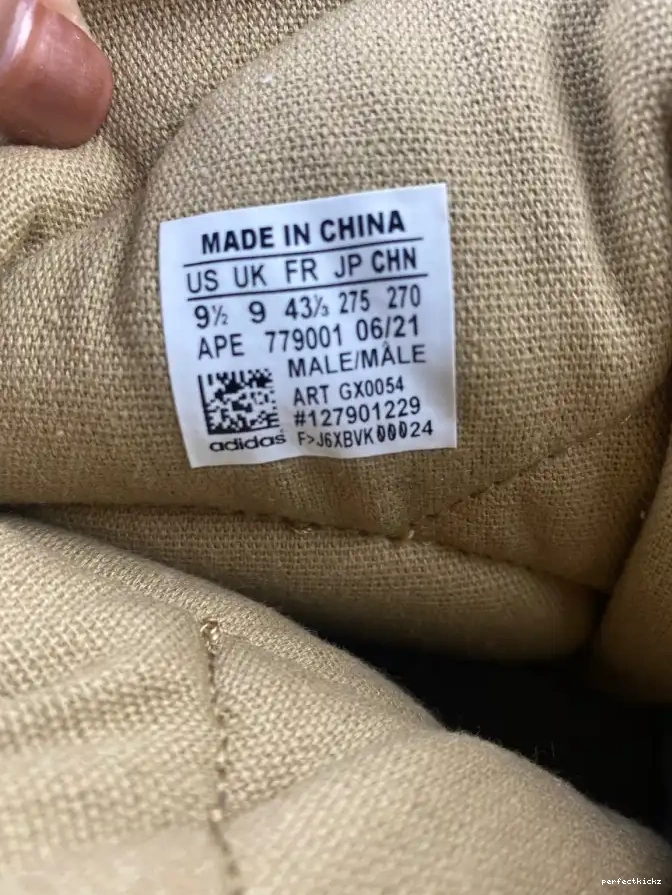 MADE IN CHINA
US UK FR JP CHN
9½ 9 43⅓ 275 270
APE 779001 06/21
MALE/MÂLE
ART GX0054
#127901229
adidas F>J6XBVK00024
perfectkickz